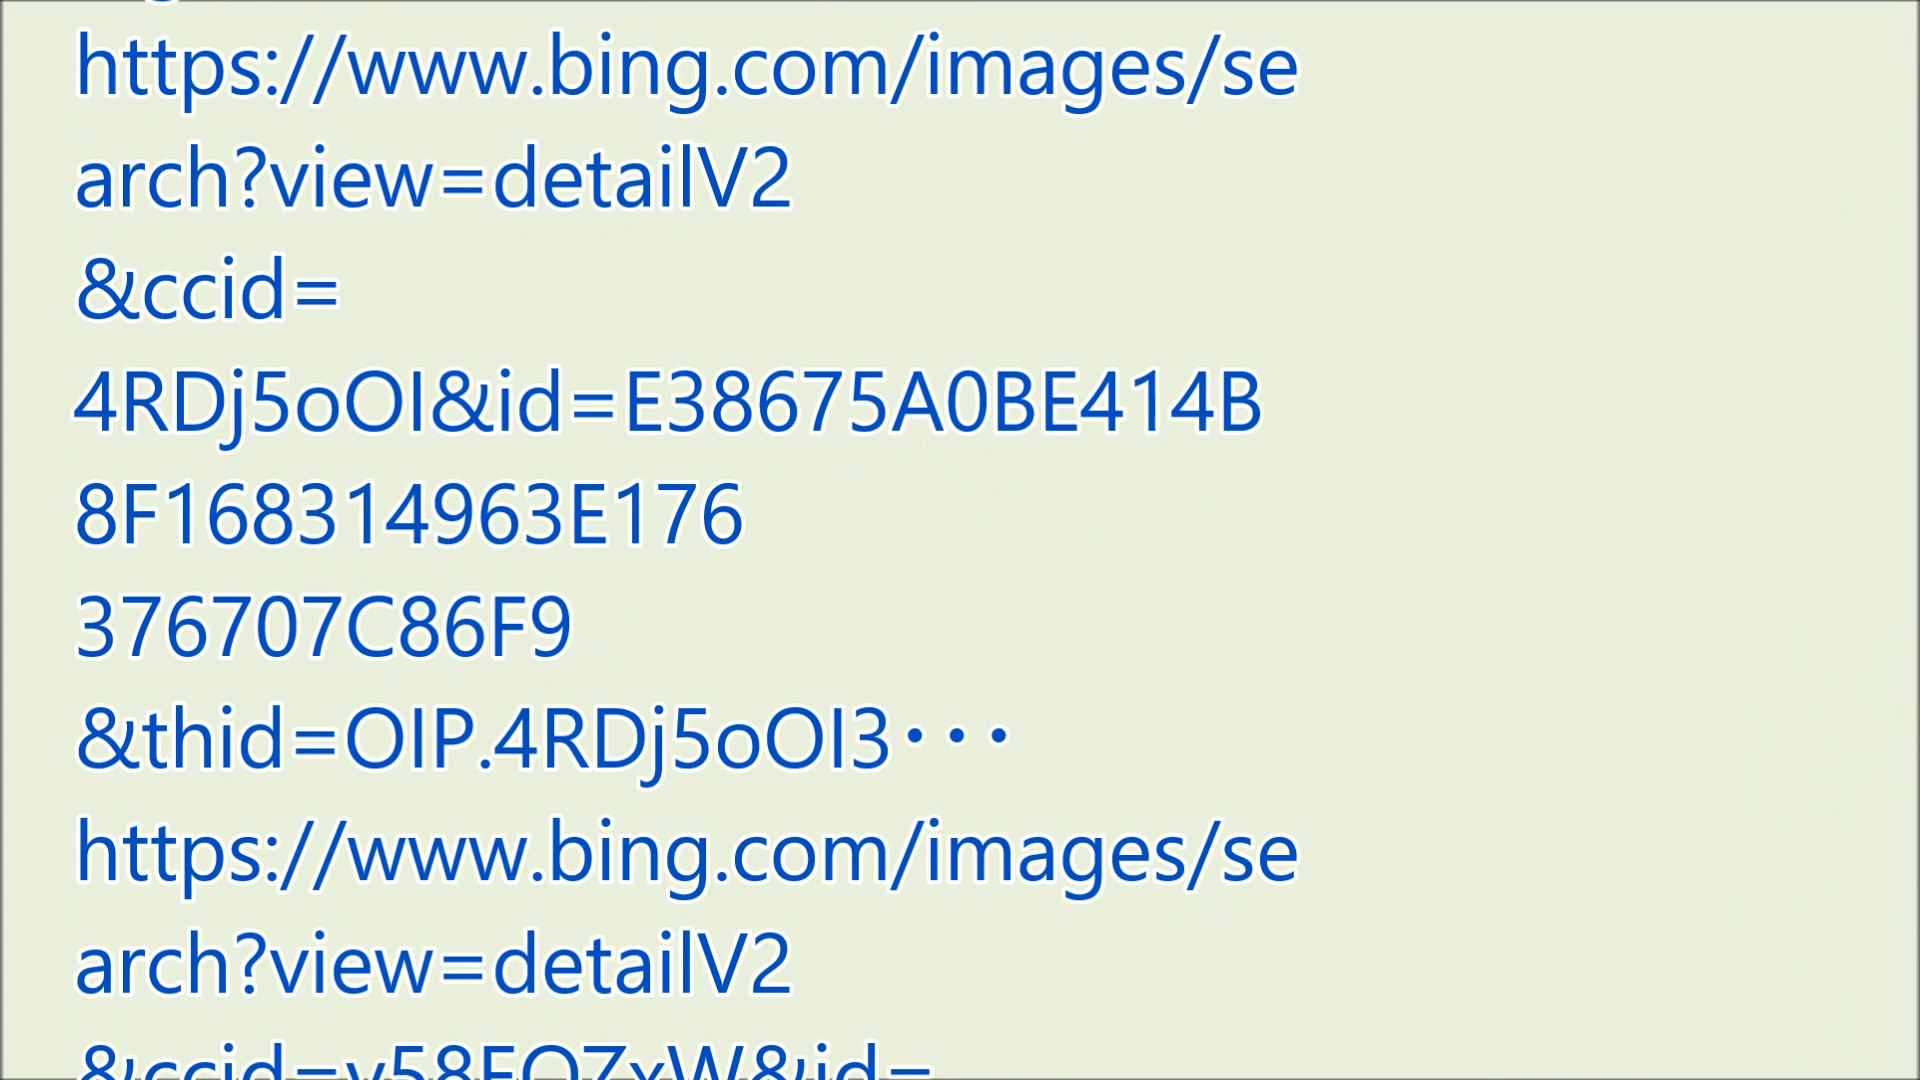 https://www.bing.com/images/se
arch?view=detailV2
&ccid=
4RDj5oOI&id=E38675A0BE414B
8F168314963E176
376707C86F9
&thid=OIP.4RDj5oOI3・・・
https://www.bing.com/images/se
arch?view=detailV2